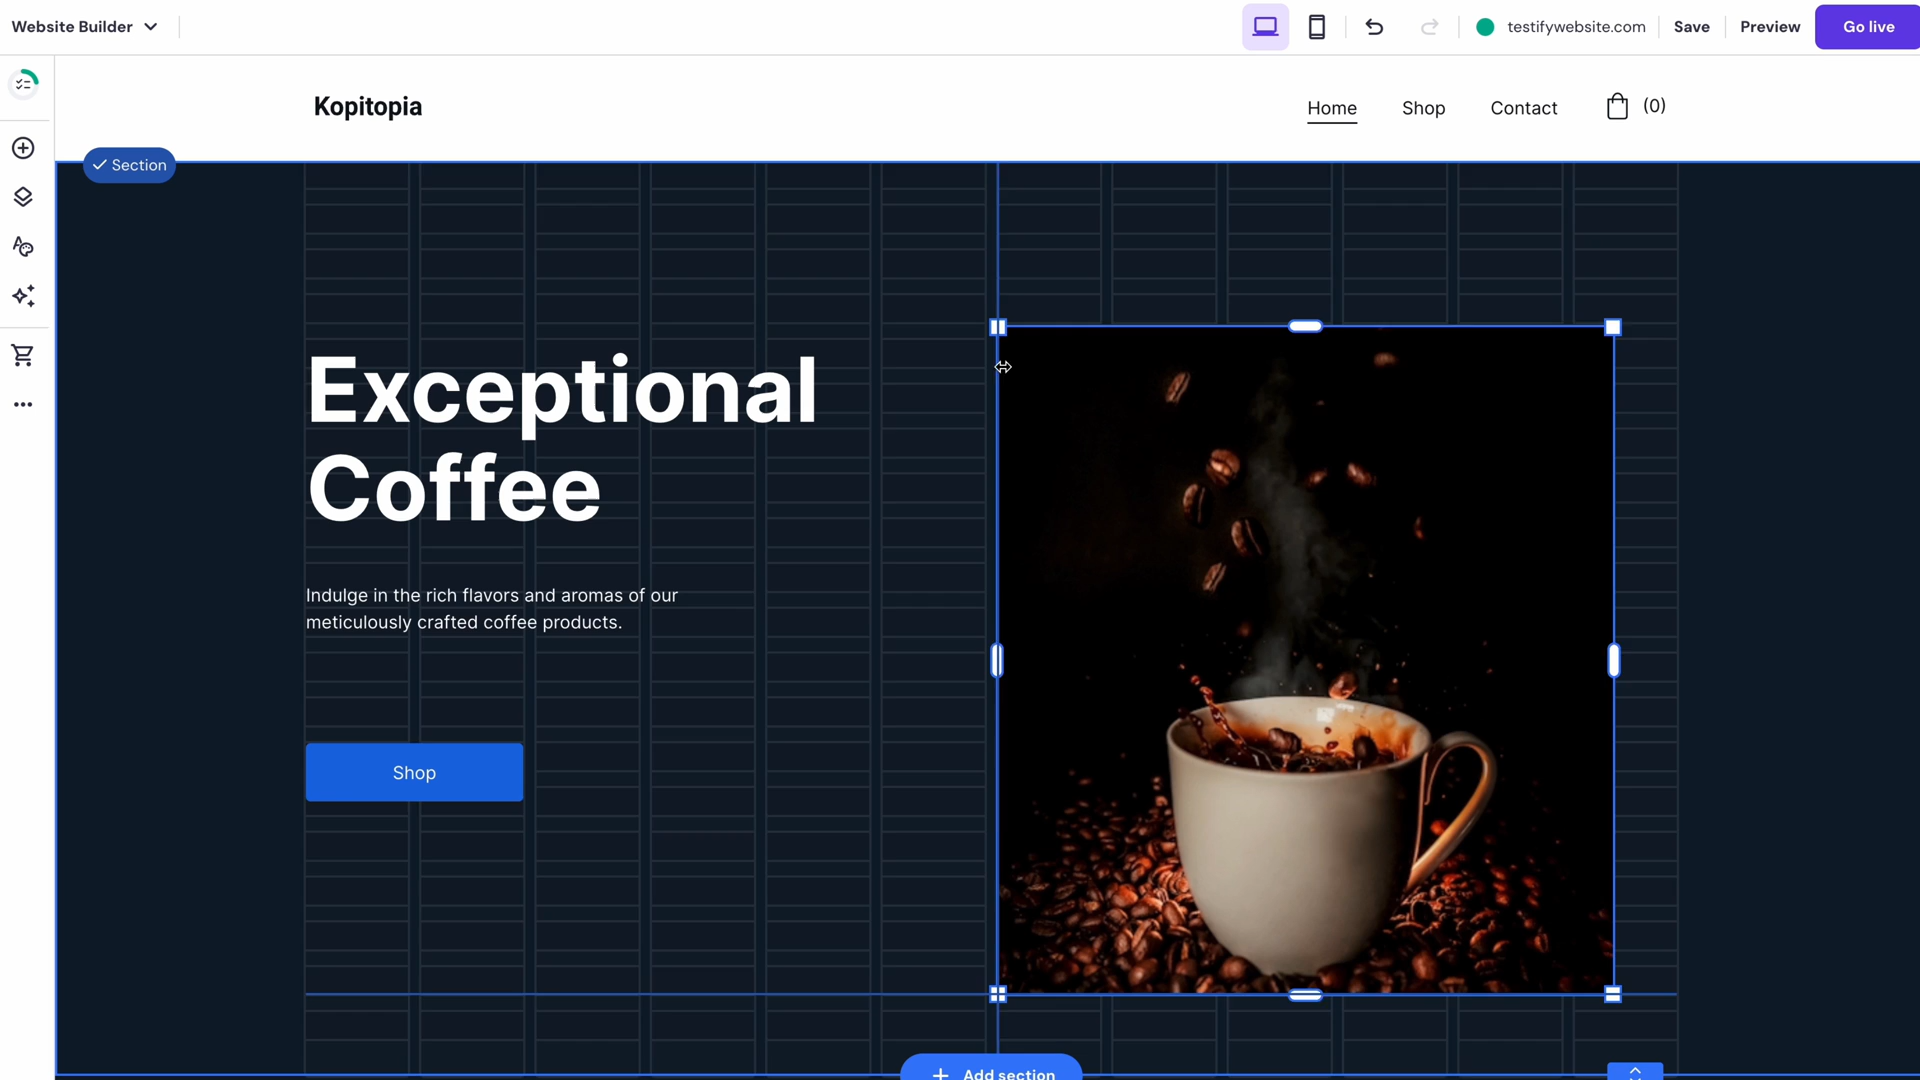 Website Builder
testifywebsite.com
Save
Preview
Go live
Kopitopia
Home
Shop
Contact
(0)
Section
Exceptional
Coffee
Indulge in the rich flavors and aromas of our
meticulously crafted coffee products.
Shop
Add section